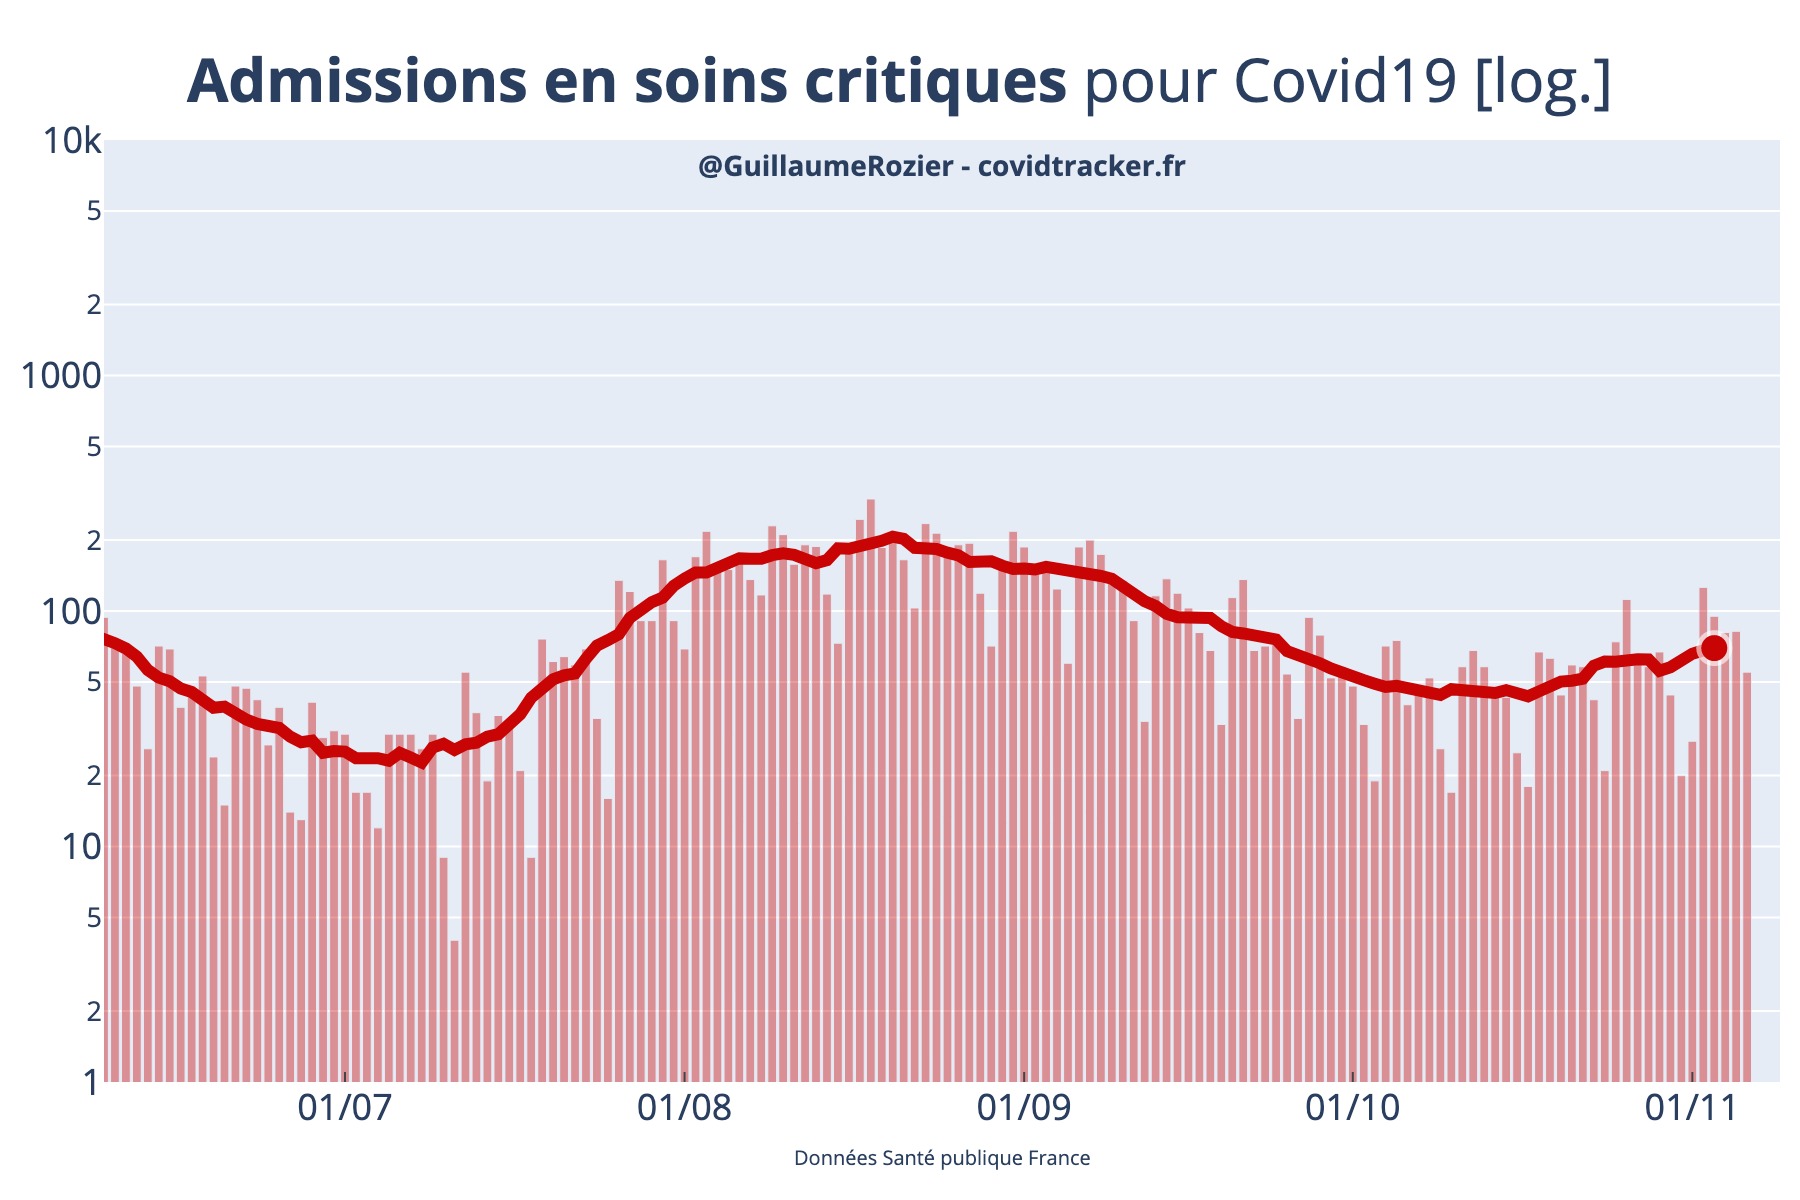 Admissions en soins critiques pour Covid19 [log.]
@GuillaumeRozier - covidtracker.fr
10k
5
2
1000
5
2
100
5
2
10
5
2
1
01/07 01/08 01/09 01/10 01/11
Données Santé publique France